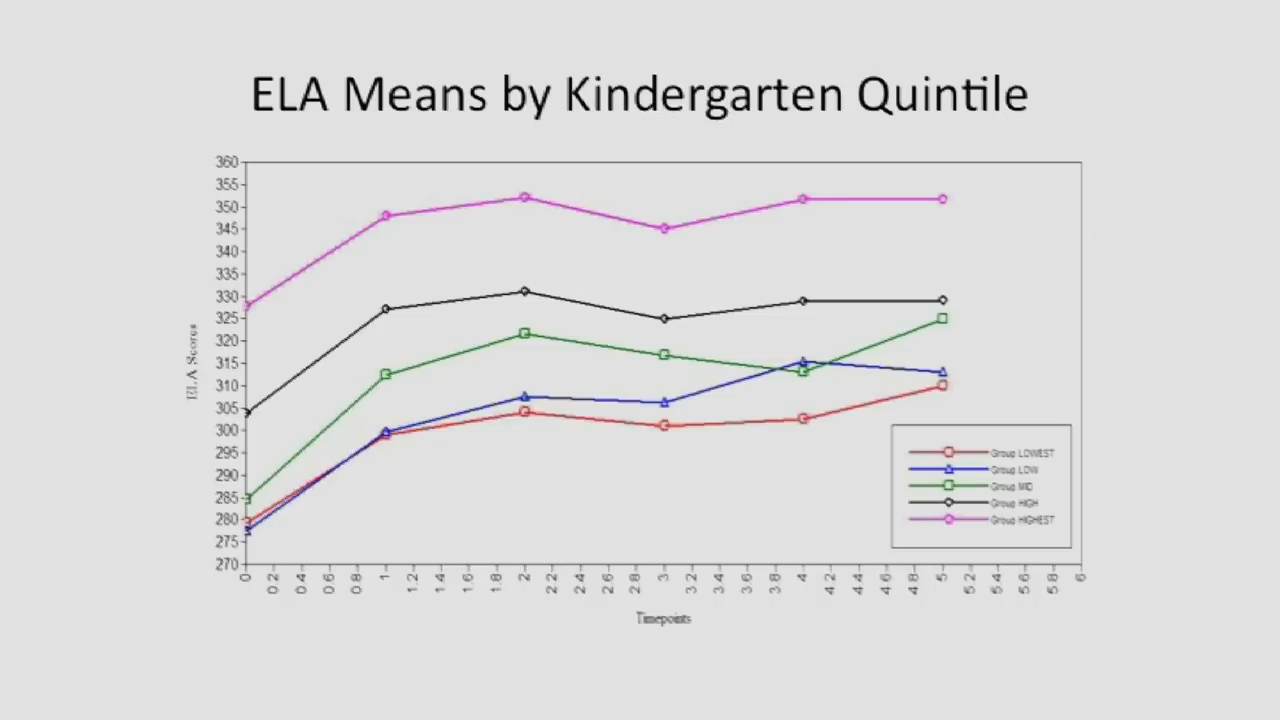 ELA Means by Kindergarten Quintile
360
355
350
345
340
335
330
325
320
315
310
305
300
295
290
285
280
275
270
ELA Scores
0 0.2 0.4 0.6 0.8 1 1.2 1.4 1.6 1.8 2 2.2 2.4 2.6 2.8 3 3.2 3.4 3.6 3.8 4 4.2 4.4 4.6 4.8 5 5.2 5.4 5.6 5.8 6
Timepoints
Group LOWEST
Group LOW
Group MID
Group HIGH
Group HIGHEST